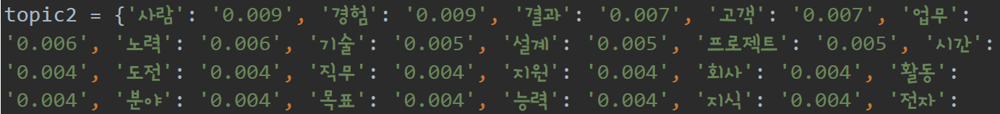 topic2 = {'사람': '0.009', '경험': '0.009', '결과': '0.007', '고객': '0.007', '업무':
'0.006', '노력': '0.006', '기술': '0.005', '설계': '0.005', '프로젝트': '0.005', '시간':
'0.004', '도전': '0.004', '직무': '0.004', '지원': '0.004', '회사': '0.004', '활동':
'0.004', '분야': '0.004', '목표': '0.004', '능력': '0.004', '지식': '0.004', '전자':